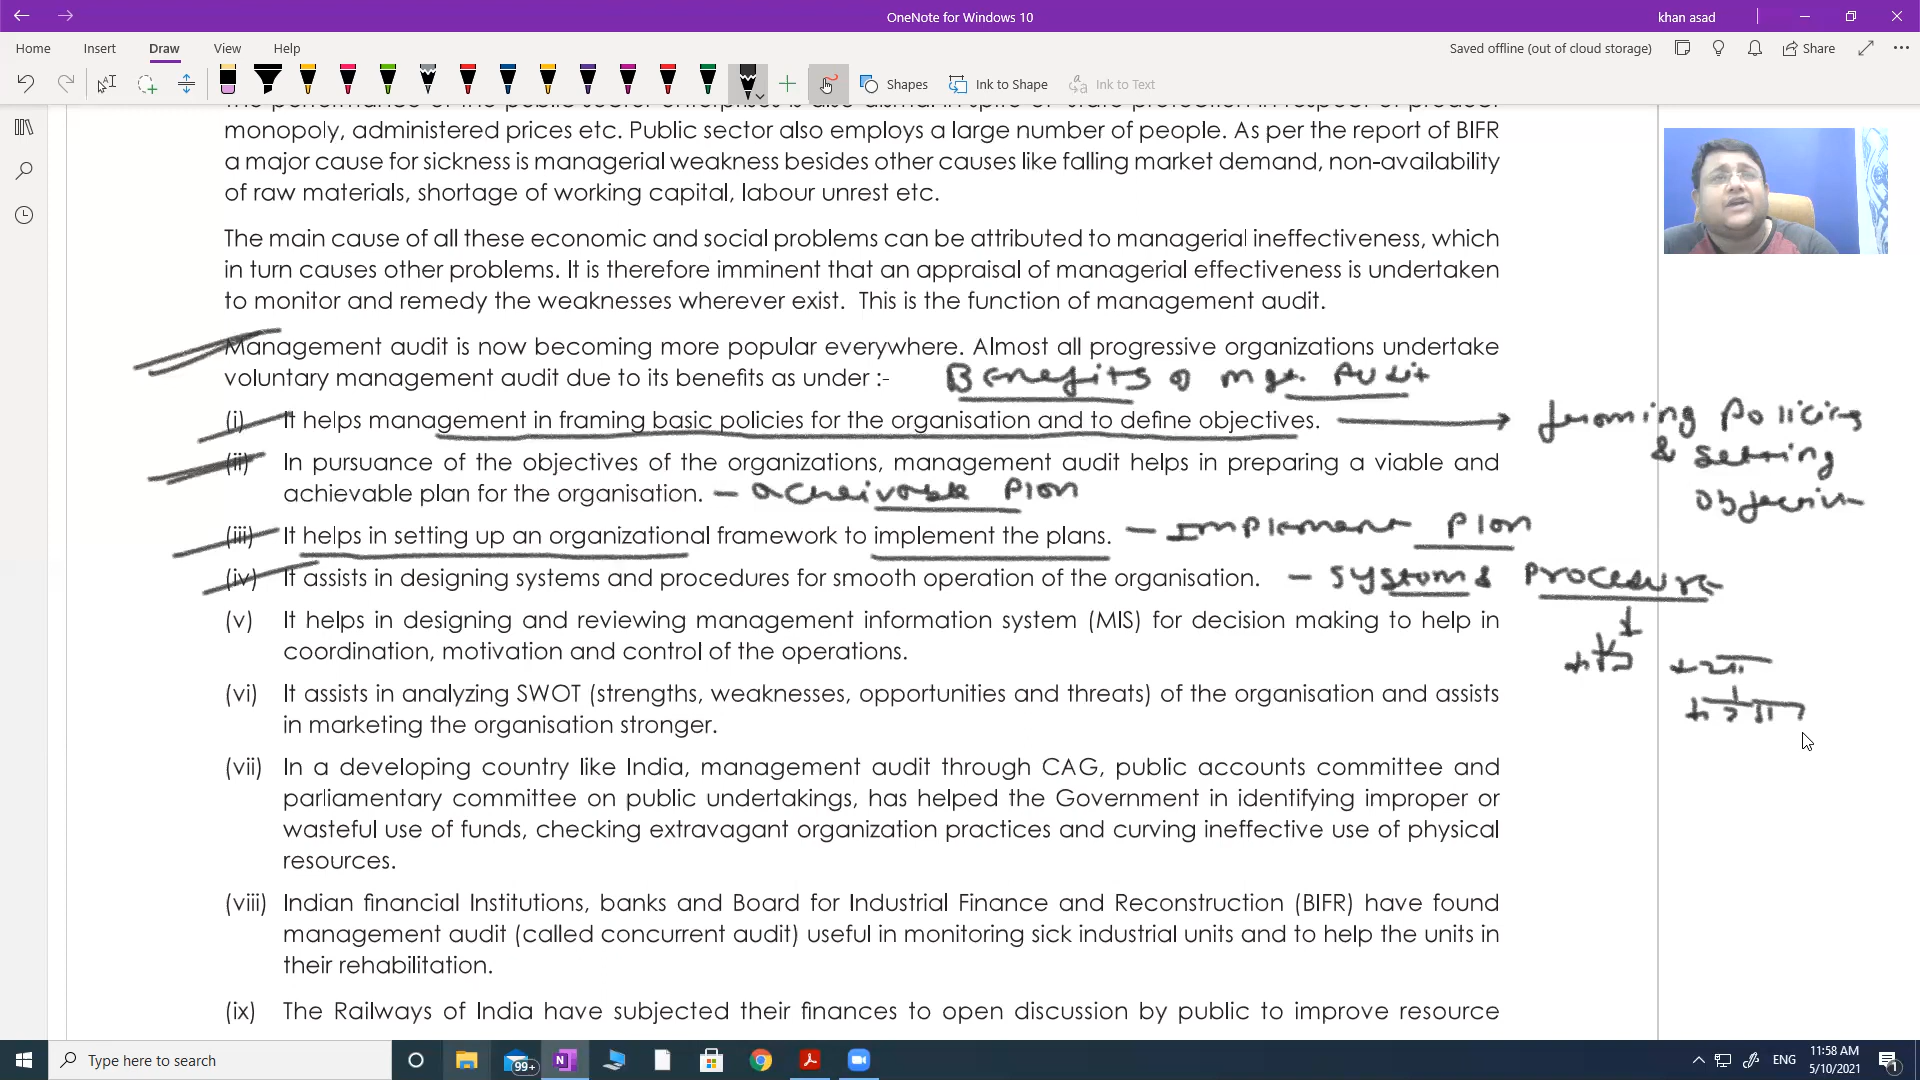 OneNote for Windows 10
khan asad
Home Insert Draw View Help
Saved offline (out of cloud storage)
Share
Shapes
Ink to Shape
Ink to Text
monopoly, administered prices etc. Public sector also employs a large number of people. As per the report of BIFR
a major cause for sickness is managerial weakness besides other causes like falling market demand, non-availability
of raw materials, shortage of working capital, labour unrest etc.
The main cause of all these economic and social problems can be attributed to managerial ineffectiveness, which
in turn causes other problems. It is therefore imminent that an appraisal of managerial effectiveness is undertaken
to monitor and remedy the weaknesses wherever exist. This is the function of management audit.
Management audit is now becoming more popular everywhere. Almost all progressive organizations undertake
voluntary management audit due to its benefits as under :- Benefits of mgt. Audit
(i) It helps management in framing basic policies for the organisation and to define objectives.
framing Policies
& setting
(ii) In pursuance of the objectives of the organizations, management audit helps in preparing a viable and
achievable plan for the organisation. - acheivable Plan
(iii) It helps in setting up an organizational framework to implement the plans. - Implement Plan
(iv) It assists in designing systems and procedures for smooth operation of the organisation. - System & Procedure
(v) It helps in designing and reviewing management information system (MIS) for decision making to help in
coordination, motivation and control of the operations.
(vi) It assists in analyzing SWOT (strengths, weaknesses, opportunities and threats) of the organisation and assists
in marketing the organisation stronger.
(vii) In a developing country like India, management audit through CAG, public accounts committee and
parliamentary committee on public undertakings, has helped the Government in identifying improper or
wasteful use of funds, checking extravagant organization practices and curving ineffective use of physical
resources.
(viii) Indian financial Institutions, banks and Board for Industrial Finance and Reconstruction (BIFR) have found
management audit (called concurrent audit) useful in monitoring sick industrial units and to help the units in
their rehabilitation.
(ix) The Railways of India have subjected their finances to open discussion by public to improve resource
Type here to search
99+
ENG
11:58 AM
5/10/2021
1